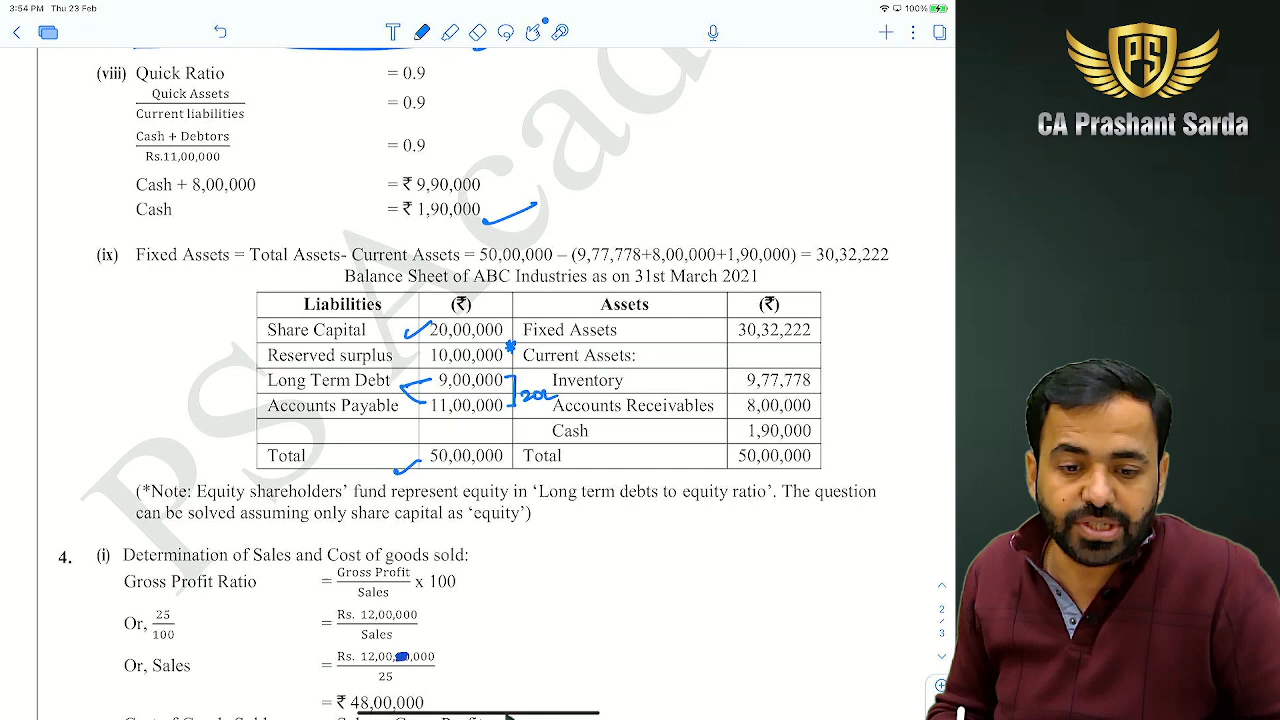 3:54 PM Thu 23 Feb
100%
T
PS
CA Prashant Sarda
PS Acad
(viii) Quick Ratio = 0.9
Quick Assets / Current liabilities = 0.9
Cash + Debtors / Rs.11,00,000 = 0.9
Cash + 8,00,000 = ₹ 9,90,000
Cash = ₹ 1,90,000
(ix) Fixed Assets = Total Assets- Current Assets = 50,00,000 – (9,77,778+8,00,000+1,90,000) = 30,32,222
Balance Sheet of ABC Industries as on 31st March 2021
Liabilities (₹) Assets (₹)
Share Capital 20,00,000 Fixed Assets 30,32,222
Reserved surplus 10,00,000* Current Assets:
Long Term Debt 9,00,000 Inventory 9,77,778
20L
Accounts Payable 11,00,000 Accounts Receivables 8,00,000
Cash 1,90,000
Total 50,00,000 Total 50,00,000
(*Note: Equity shareholders’ fund represent equity in ‘Long term debts to equity ratio’. The question
can be solved assuming only share capital as ‘equity’)
4. (i) Determination of Sales and Cost of goods sold:
Gross Profit Ratio = Gross Profit / Sales x 100
Or, 25 / 100 = Rs. 12,00,000 / Sales
Or, Sales = Rs. 12,00, ,000 / 25
= ₹ 48,00,000
2
3